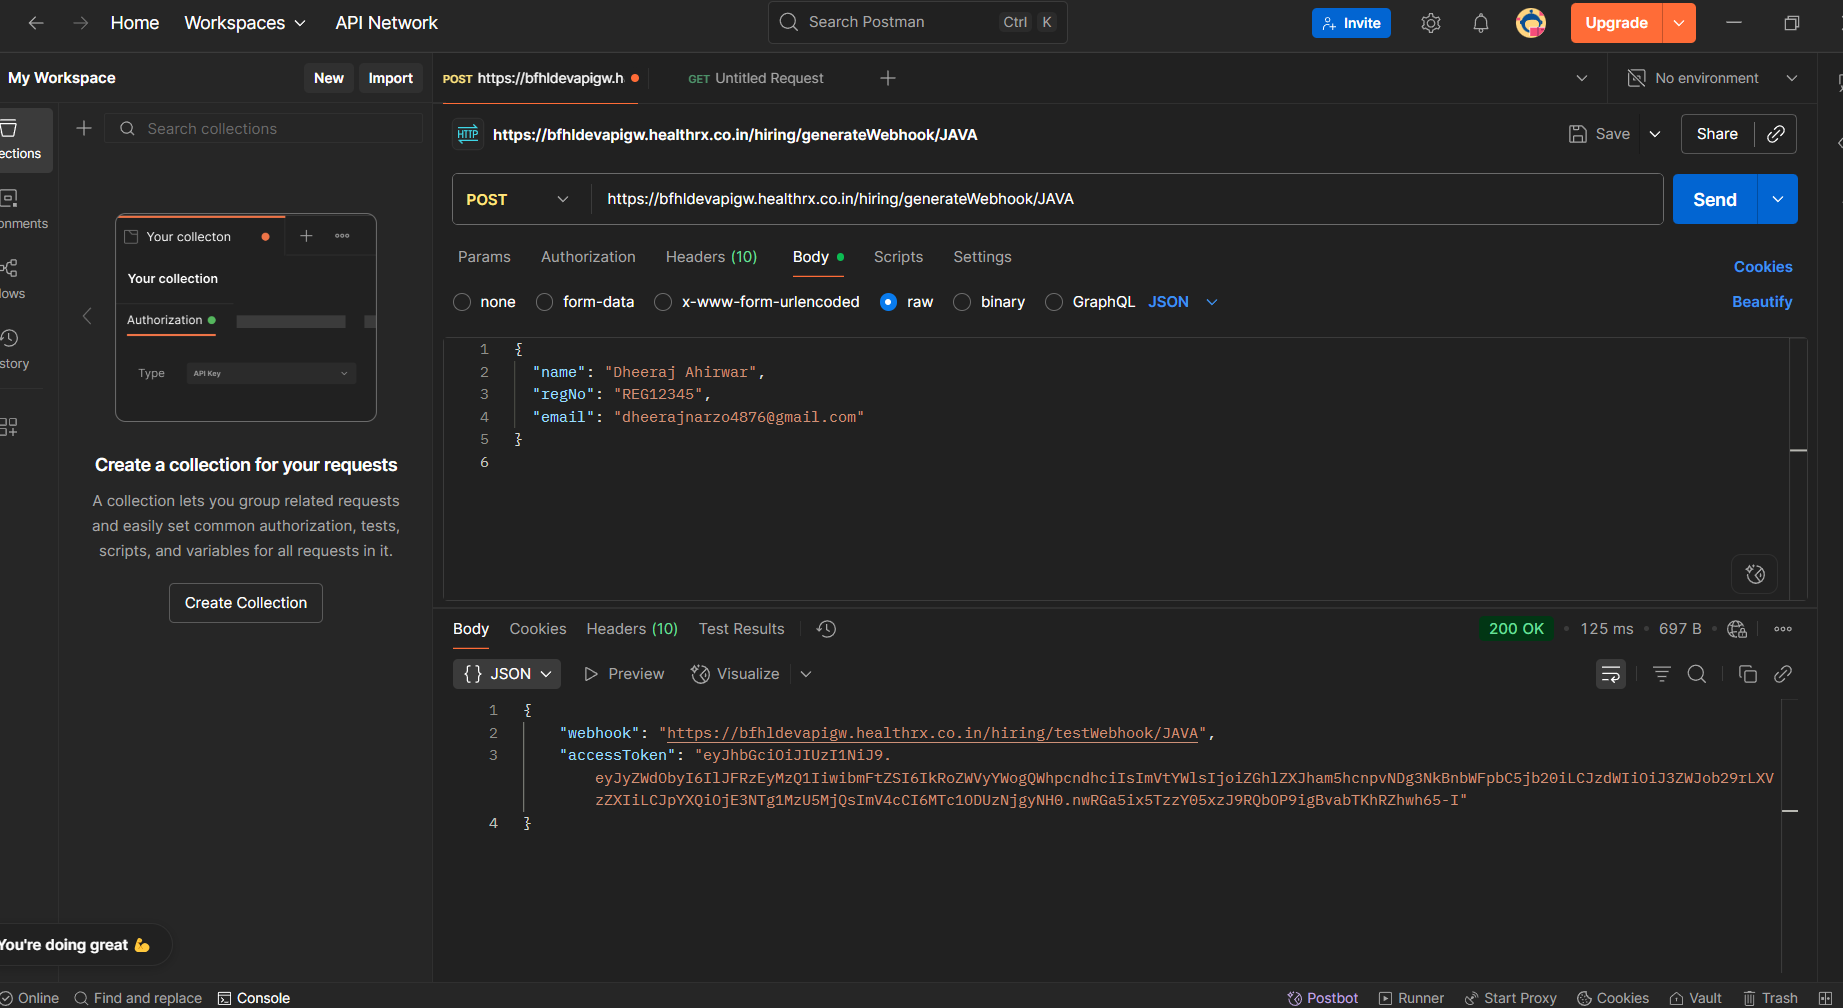 Home Workspaces API Network Search Postman Ctrl K Invite Upgrade
My Workspace New Import POST https://bfhldevapigw.h GET Untitled Request No environment
Search collections
ections
onments
lows
story
Your collecton
Your collection
Authorization
Type API Key
Create a collection for your requests
A collection lets you group related requests
and easily set common authorization, tests,
scripts, and variables for all requests in it.
Create Collection
HTTP https://bfhldevapigw.healthrx.co.in/hiring/generateWebhook/JAVA Save Share
POST https://bfhldevapigw.healthrx.co.in/hiring/generateWebhook/JAVA Send
Params Authorization Headers (10) Body Scripts Settings Cookies
none form-data x-www-form-urlencoded raw binary GraphQL JSON Beautify
1 {
2 "name": "Dheeraj Ahirwar",
3 "regNo": "REG12345",
4 "email": "dheerajnarzo4876@gmail.com"
5 }
6
Body Cookies Headers (10) Test Results 200 OK 125 ms 697 B
{} JSON Preview Visualize
1 {
2 "webhook": "https://bfhldevapigw.healthrx.co.in/hiring/testWebhook/JAVA",
3 "accessToken": "eyJhbGciOiJIUzI1NiJ9.
eyJyZWdObyI6IlJFRzEyMzQ1IiwibmFtZSI6IkRoZWVyYWogQWhpcndhciIsImVtYWlsIjoiZGhlZXJham5hcnpvNDg3NkBnbWFpbC5jb20iLCJzdWIiOiJ3ZWJob29rLXV
zZXIiLCJpYXQiOjE3NTg1MzU5MjQsImV4cCI6MTc1ODUzNjgyNH0.nwRGa5ix5TzzY05xzJ9RQbOP9igBvabTKhRZhwh65-I"
4 }
You're doing great 💪
Online Find and replace Console Postbot Runner Start Proxy Cookies Vault Trash